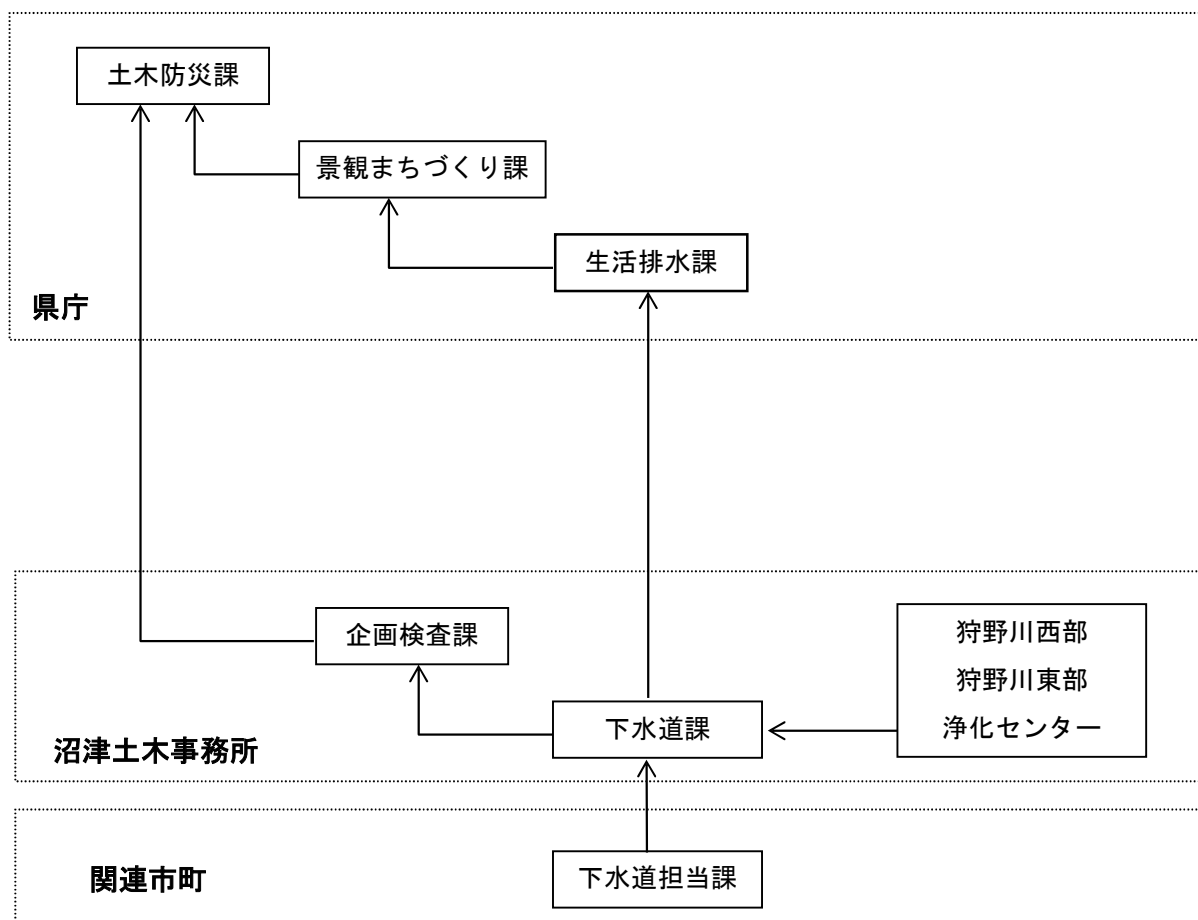 土木防災課
景観まちづくり課
生活排水課
県庁
企画検査課
狩野川西部
狩野川東部
浄化センター
下水道課
沼津土木事務所
関連市町
下水道担当課